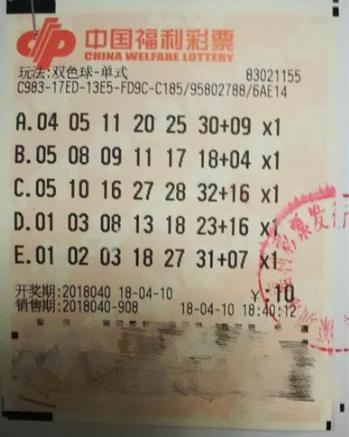 中国福利彩票
CHINA WELFARE LOTTERY
玩法:双色球-单式 83021155
C983-17ED-13E5-FD9C-C185/95802788/6AE14
A.04 05 11 20 25 30+09 x1
B.05 08 09 11 17 18+04 x1
C.05 10 16 27 28 32+16 x1
D.01 03 08 13 18 23+16 x1
E.01 02 03 18 27 31+07 x1
开奖期:2018040 18-04-10 ¥:10
销售期:2018040-908 18-04-10 18:40:12
彩票发行